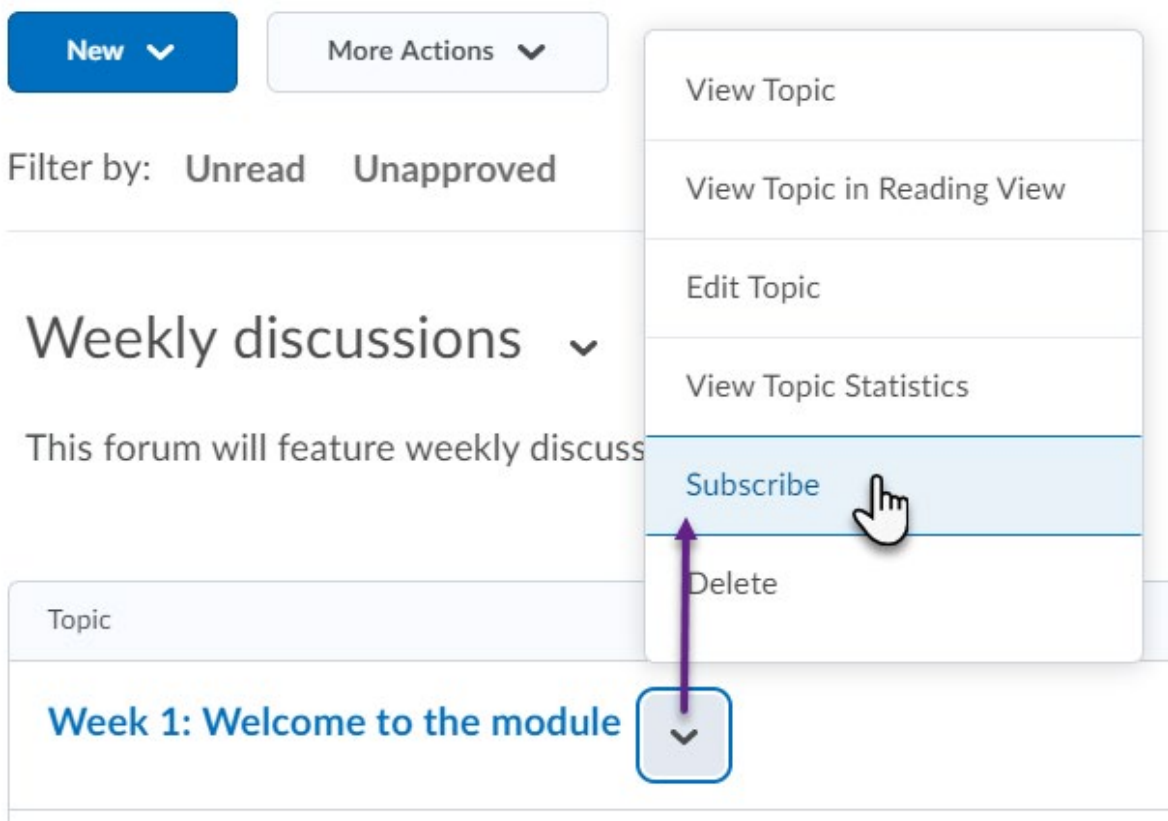 New
More Actions
Filter by: Unread Unapproved
Weekly discussions
This forum will feature weekly discuss
View Topic
View Topic in Reading View
Edit Topic
View Topic Statistics
Subscribe
Delete
Topic
Week 1: Welcome to the module